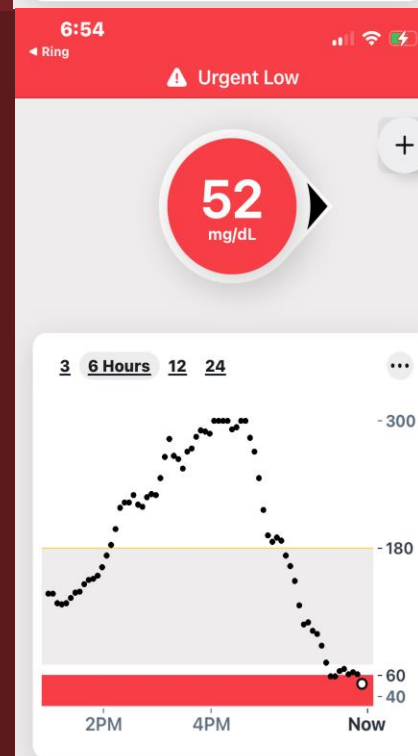 6:54
◀ Ring
Urgent Low
+
52
mg/dL
3 6 Hours 12 24
300
180
60
40
2PM 4PM Now